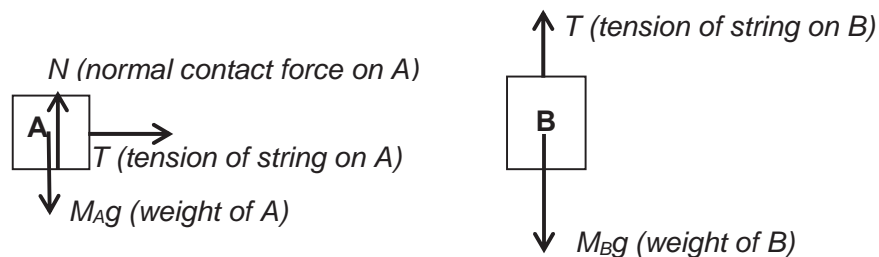 T (tension of string on B)
N (normal contact force on A)
A
B
T (tension of string on A)
MAg (weight of A)
MBg (weight of B)